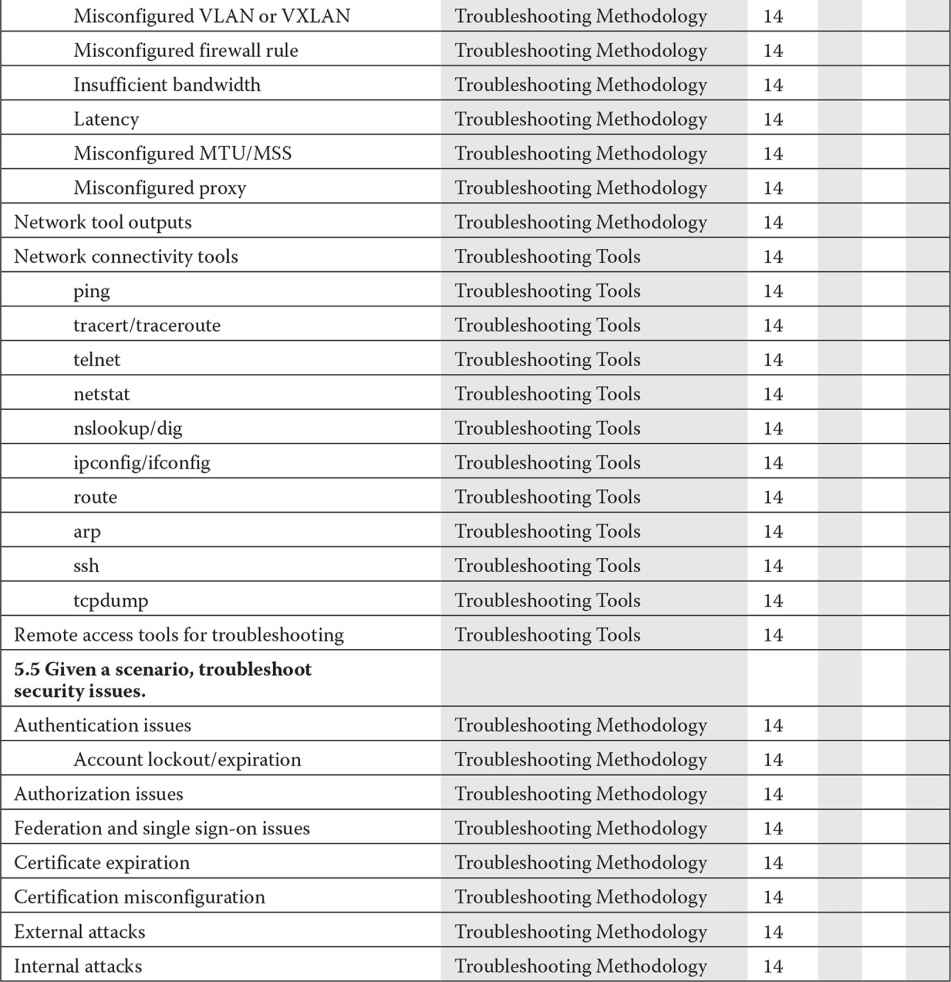 Misconfigured VLAN or VXLAN Troubleshooting Methodology 14
Misconfigured firewall rule Troubleshooting Methodology 14
Insufficient bandwidth Troubleshooting Methodology 14
Latency Troubleshooting Methodology 14
Misconfigured MTU/MSS Troubleshooting Methodology 14
Misconfigured proxy Troubleshooting Methodology 14
Network tool outputs Troubleshooting Methodology 14
Network connectivity tools Troubleshooting Tools 14
ping Troubleshooting Tools 14
tracert/traceroute Troubleshooting Tools 14
telnet Troubleshooting Tools 14
netstat Troubleshooting Tools 14
nslookup/dig Troubleshooting Tools 14
ipconfig/ifconfig Troubleshooting Tools 14
route Troubleshooting Tools 14
arp Troubleshooting Tools 14
ssh Troubleshooting Tools 14
tcpdump Troubleshooting Tools 14
Remote access tools for troubleshooting Troubleshooting Tools 14
5.5 Given a scenario, troubleshoot
security issues.
Authentication issues Troubleshooting Methodology 14
Account lockout/expiration Troubleshooting Methodology 14
Authorization issues Troubleshooting Methodology 14
Federation and single sign-on issues Troubleshooting Methodology 14
Certificate expiration Troubleshooting Methodology 14
Certification misconfiguration Troubleshooting Methodology 14
External attacks Troubleshooting Methodology 14
Internal attacks Troubleshooting Methodology 14